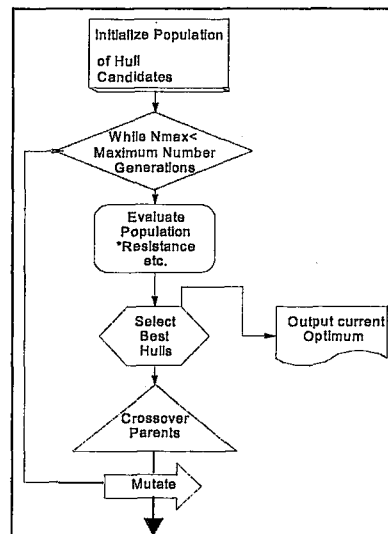 Initialize Population
of Hull
Candidates
While Nmax<
Maximum Number
Generations
Evaluate
Population
*Resistance
etc.
Select
Best
Hulls
Output current
Optimum
Crossover
Parents
Mutate